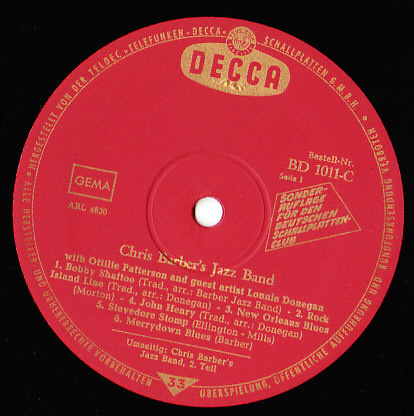 HERGESTELLT VON DER TELDEC »TELEFUNKEN-DECCA« SCHALLPLATTEN G.M.B.H.
DECCA
Bestell-Nr.
BD 1011-C
Seite 1
GEMA
ARL 4839
SONDER-
AUFLAGE
FÜR DEN
DEUTSCHEN
SCHALLPLATTEN-
CLUB
Chris Barber's Jazz Band
with Ottilie Patterson and guest artist Lonnie Donegan
1. Bobby Shaftoe (Trad., arr.: Barber Jazz Band) - 2. Rock
Island Line (Trad., arr.: Donegan) - 3. New Orleans Blues
(Morton) - 4. John Henry (Trad., arr.: Donegan)
5. Stevedore Stomp (Ellington - Mills)
6. Merrydown Blues (Barber)
Umseitig: Chris Barber's
Jazz Band, 2. Teil
33
ALLE HERSTELLER- UND URHEBERRECHTE VORBEHALTEN
ÜBERSPIELUNG, ÖFFENTLICHE AUFFÜHRUNG UND RUNDFUNKSENDUNG VERBOTEN